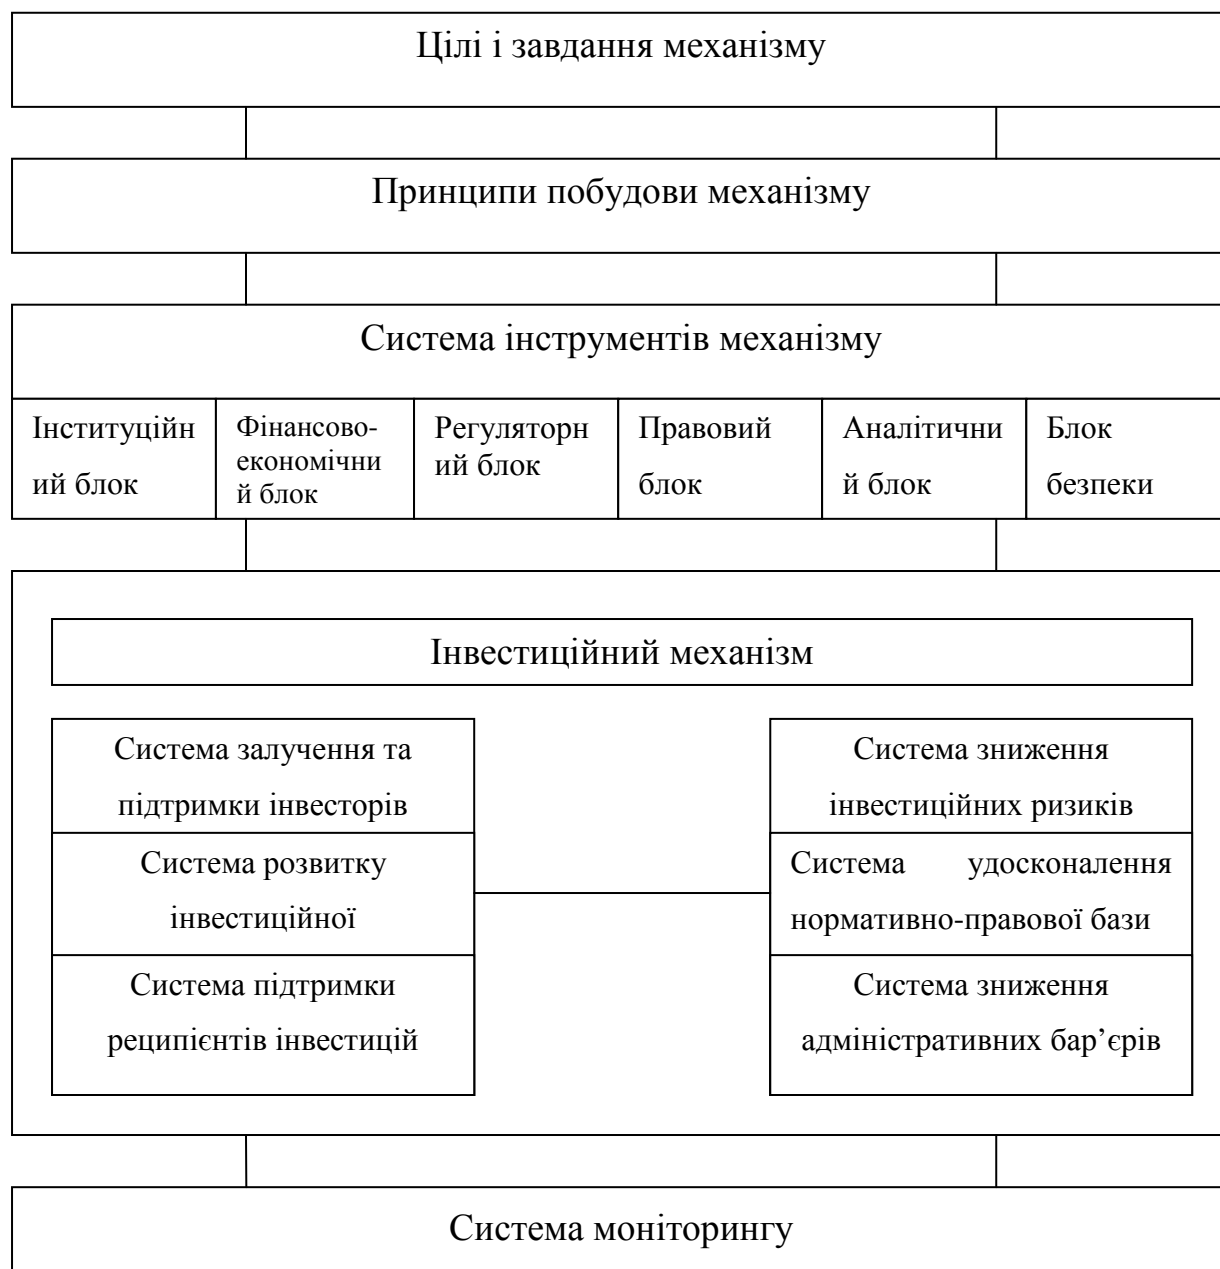 Цілі і завдання механізму
Принципи побудови механізму
Система інструментів механізму
Інституційн
ий блок
Фінансово-
економічни
й блок
Регуляторн
ий блок
Правовий
блок
Аналітични
й блок
Блок
безпеки
Інвестиційний механізм
Система залучення та
підтримки інвесторів
Система розвитку
інвестиційної
Система підтримки
реципієнтів інвестицій
Система зниження
інвестиційних ризиків
Система удосконалення
нормативно-правової бази
Система зниження
адміністративних бар’єрів
Система моніторингу